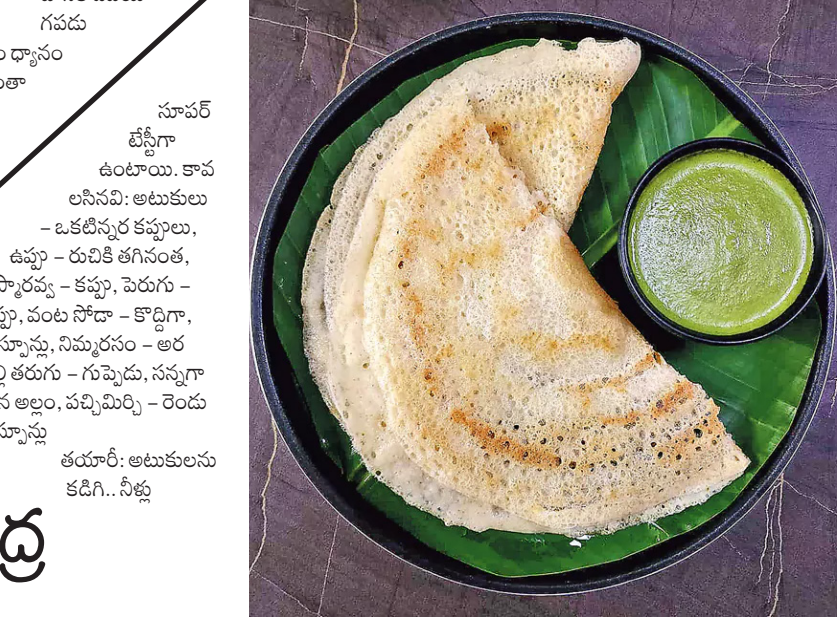 గపడు
ధ్యానం
సూపర్
టేస్టీగా
ఉంటాయి. కావ
లసినవి: అటుకులు
– ఒకటిన్నర కప్పులు,
ఉప్పు – రుచికి తగినంత,
– కప్పు, పెరుగు –
వంట సోడా – కొద్దిగా,
నిమ్మరసం – అర
తరుగు – గుప్పెడు, సన్నగా
అల్లం, పచ్చిమిర్చి – రెండు
తయారీ: అటుకులను
కడిగి.. నీళ్లు